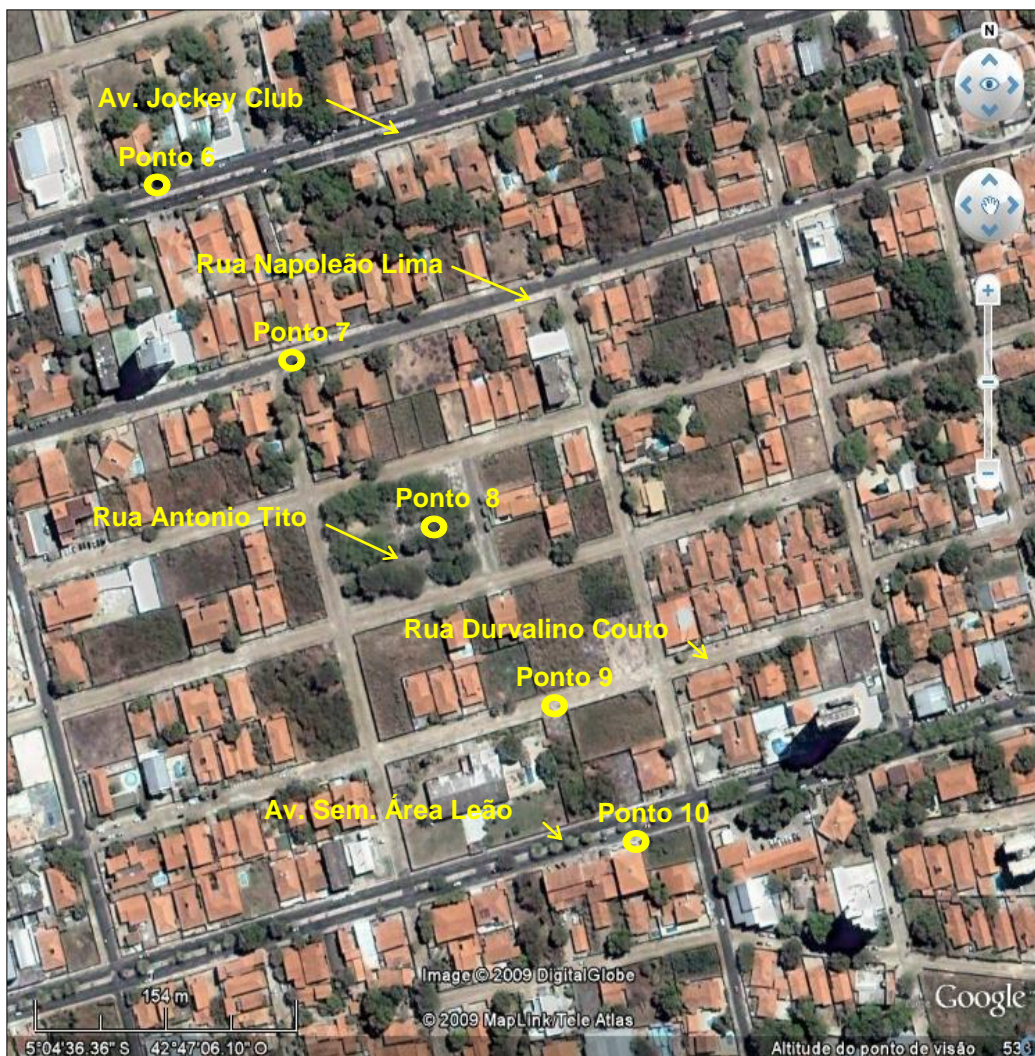 N
Av. Jockey Club
Ponto 6
Rua Napoleão Lima
Ponto 7
Ponto 8
Rua Antonio Tito
Rua Durvalino Couto
Ponto 9
Av. Sem. Área Leão
Ponto 10
Image © 2009 DigitalGlobe
154 m
Google
© 2009 MapLink/Tele Atlas
5°04'36.36" S 42°47'06.10" O
Altitude do ponto de visão